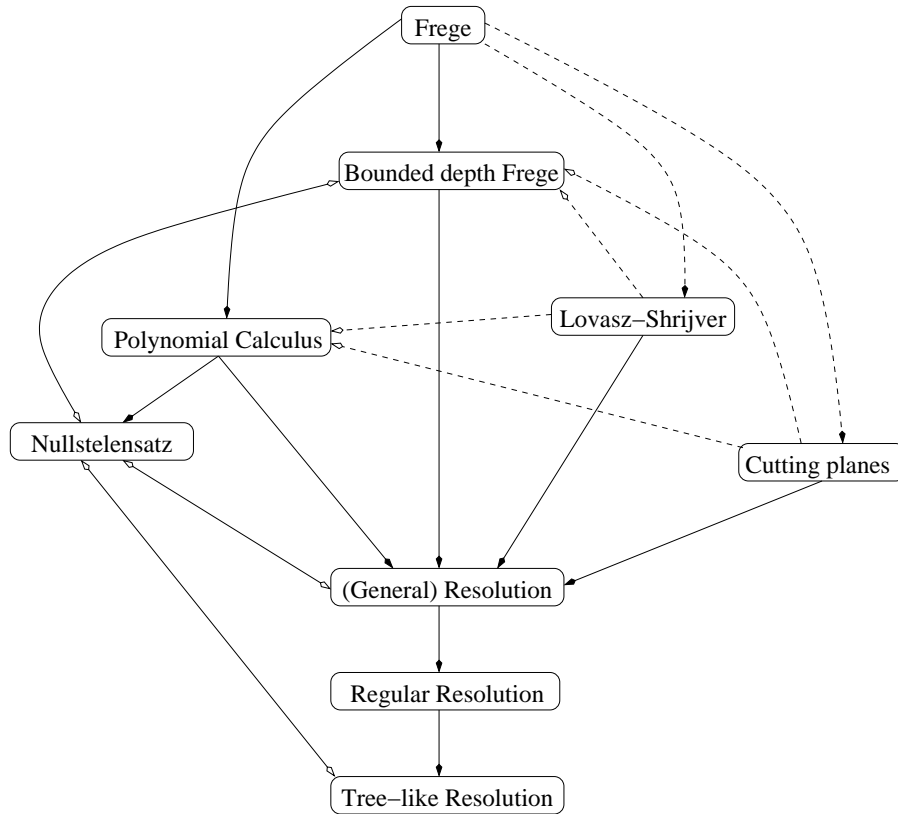 Frege
Bounded depth Frege
Lovasz−Shrijver
Polynomial Calculus
Nullstelensatz
Cutting planes
(General) Resolution
Regular Resolution
Tree−like Resolution